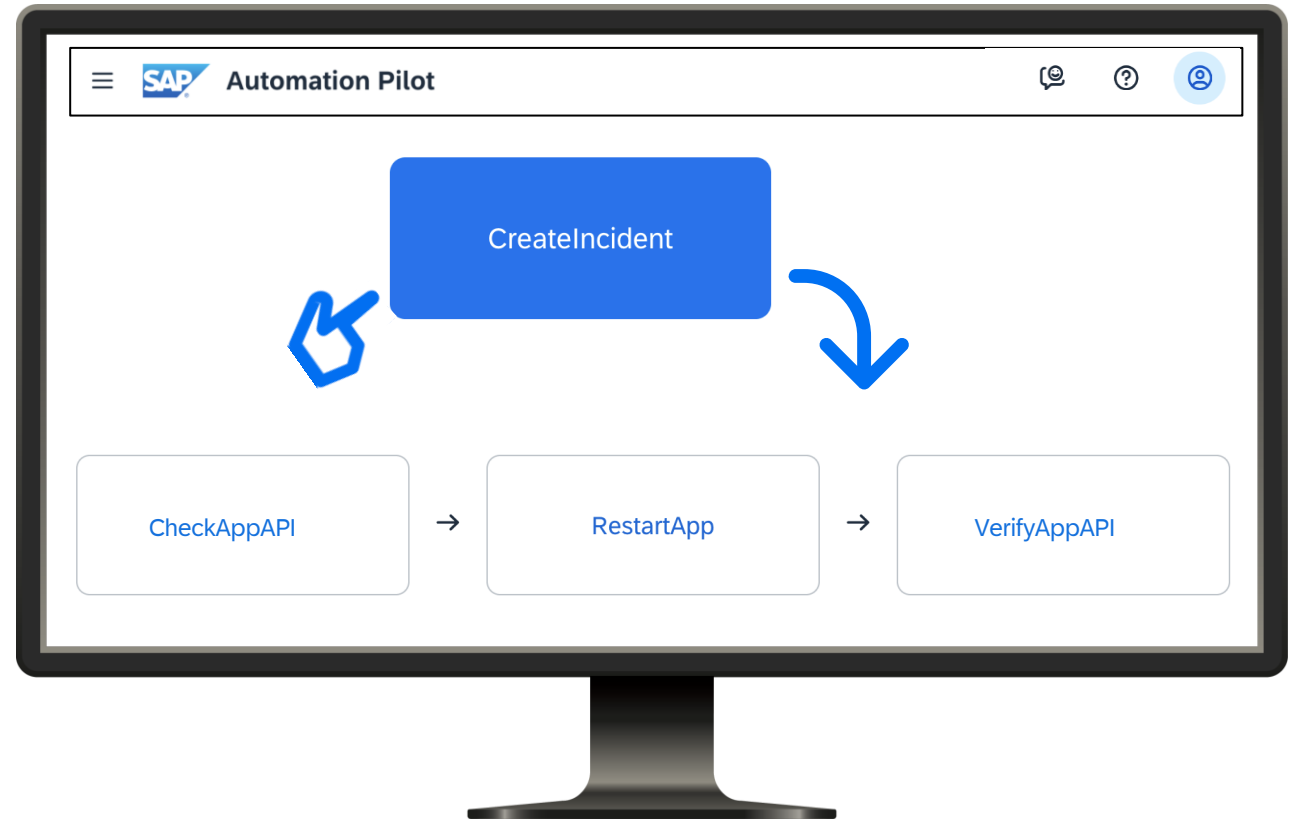 SAP Automation Pilot
CreateIncident
CheckAppAPI → RestartApp → VerifyAppAPI